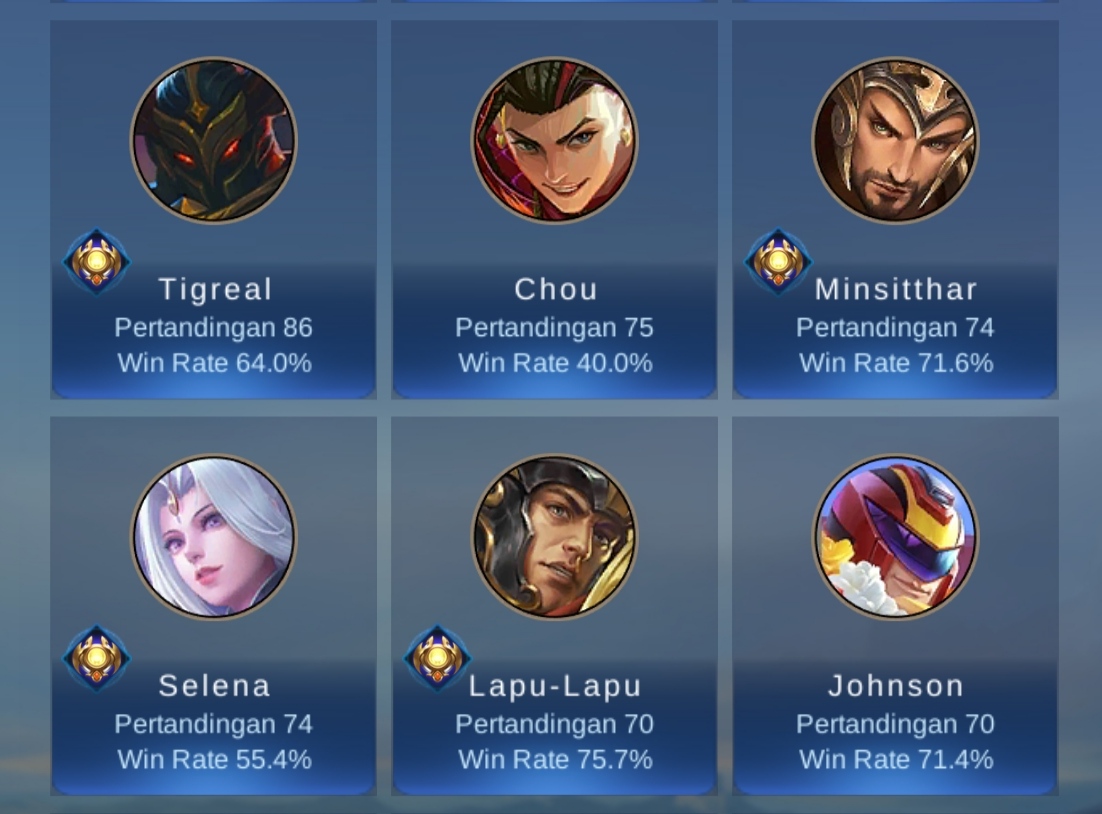 Tigreal
Pertandingan 86
Win Rate 64.0%
Chou
Pertandingan 75
Win Rate 40.0%
Minsitthar
Pertandingan 74
Win Rate 71.6%
Selena
Pertandingan 74
Win Rate 55.4%
Lapu-Lapu
Pertandingan 70
Win Rate 75.7%
Johnson
Pertandingan 70
Win Rate 71.4%